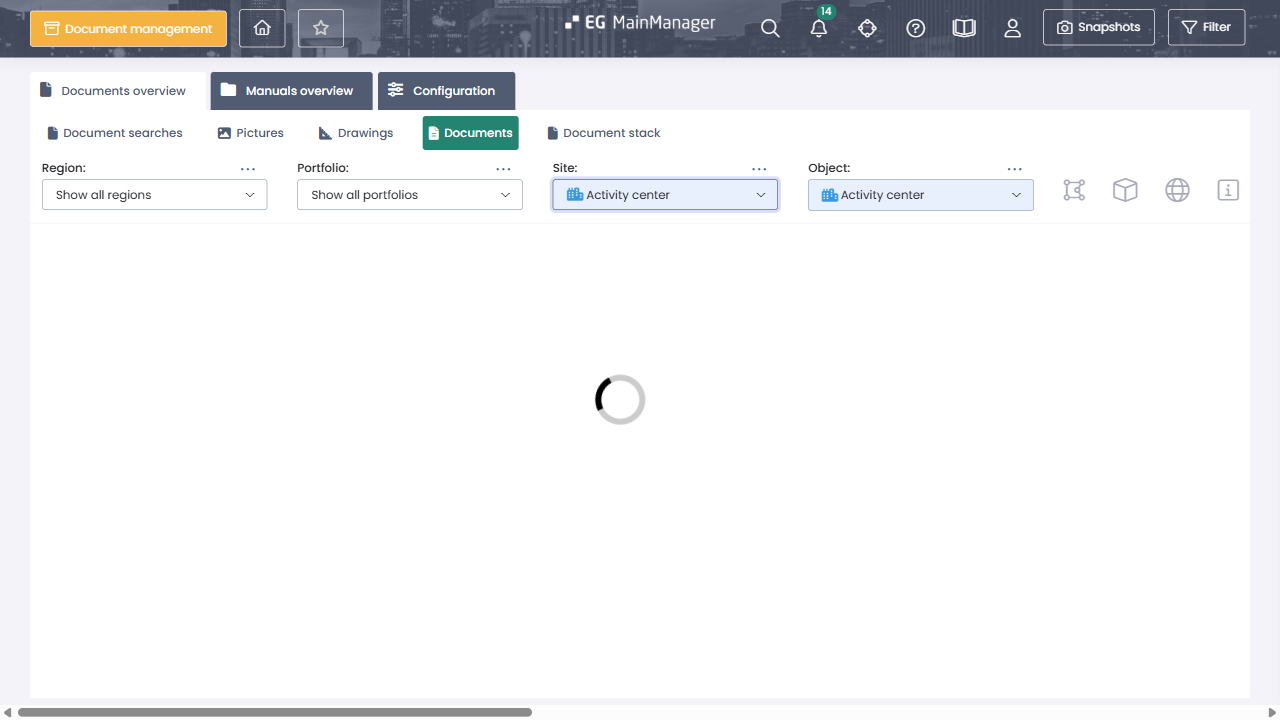 Document management
EG MainManager
14
Snapshots
Filter
Documents overview
Manuals overview
Configuration
Document searches
Pictures
Drawings
Documents
Document stack
Region:
Portfolio:
Site:
Object:
Show all regions
Show all portfolios
Activity center
Activity center